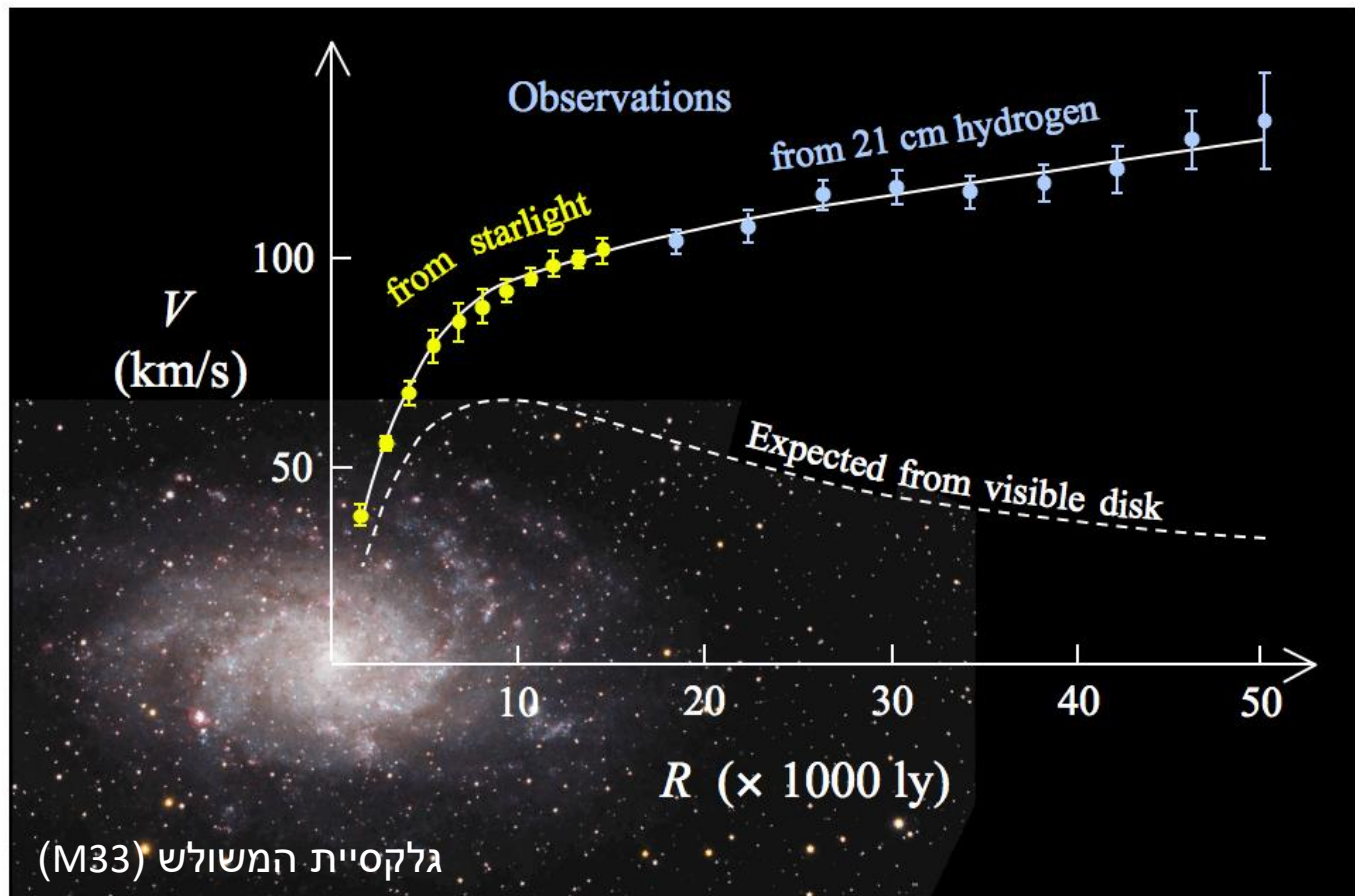 Observations
from 21 cm hydrogen
from starlight
100
V
(km/s)
50
Expected from visible disk
10 20 30 40 50
R (× 1000 ly)
גלקסיית המשולש (M33)